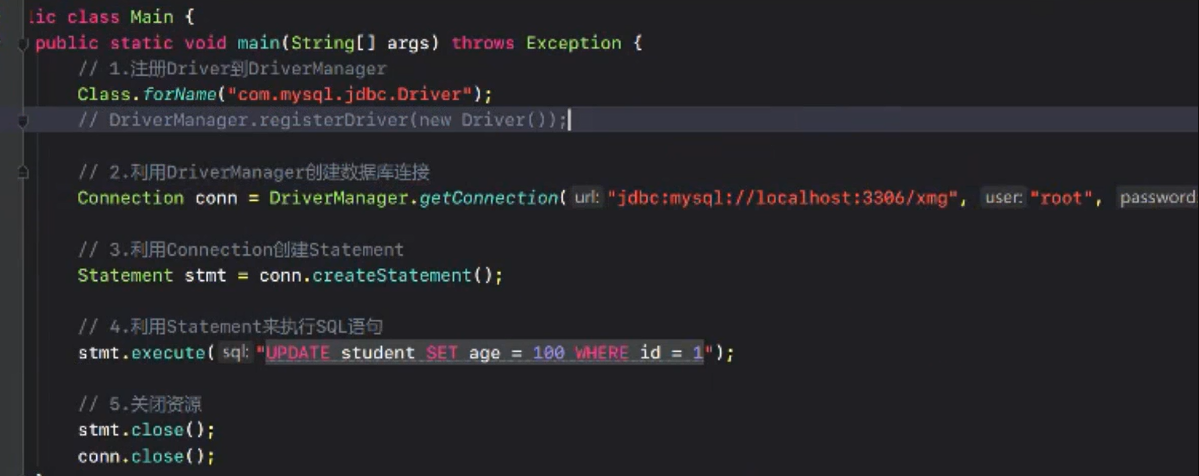 lic class Main {
public static void main(String[] args) throws Exception {
// 1.注册Driver到DriverManager
Class.forName("com.mysql.jdbc.Driver");
// DriverManager.registerDriver(new Driver());
// 2.利用DriverManager创建数据库连接
Connection conn = DriverManager.getConnection( url: "jdbc:mysql://localhost:3306/xmg", user: "root", password
// 3.利用Connection创建Statement
Statement stmt = conn.createStatement();
// 4.利用Statement来执行SQL语句
stmt.execute( sql: "UPDATE student SET age = 100 WHERE id = 1");
// 5.关闭资源
stmt.close();
conn.close();